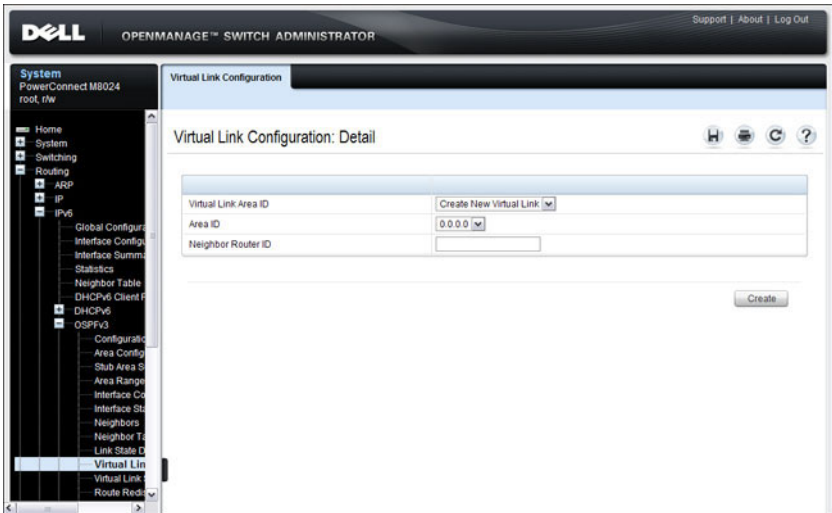 Support | About | Log Out
DELL
OPENMANAGE™ SWITCH ADMINISTRATOR
System
PowerConnect M8024
root, r/w
Home
System
Switching
Routing
ARP
IP
IPv6
Global Configura
Interface Configu
Interface Summa
Statistics
Neighbor Table
DHCPv6 Client P
DHCPv6
OSPFv3
Configuratio
Area Config
Stub Area S
Area Range
Interface Co
Interface Sta
Neighbors
Neighbor Ta
Link State D
Virtual Lin
Virtual Link S
Route Redis
Virtual Link Configuration
Virtual Link Configuration: Detail
Virtual Link Area ID
Create New Virtual Link
Area ID
0.0.0.0
Neighbor Router ID
Create